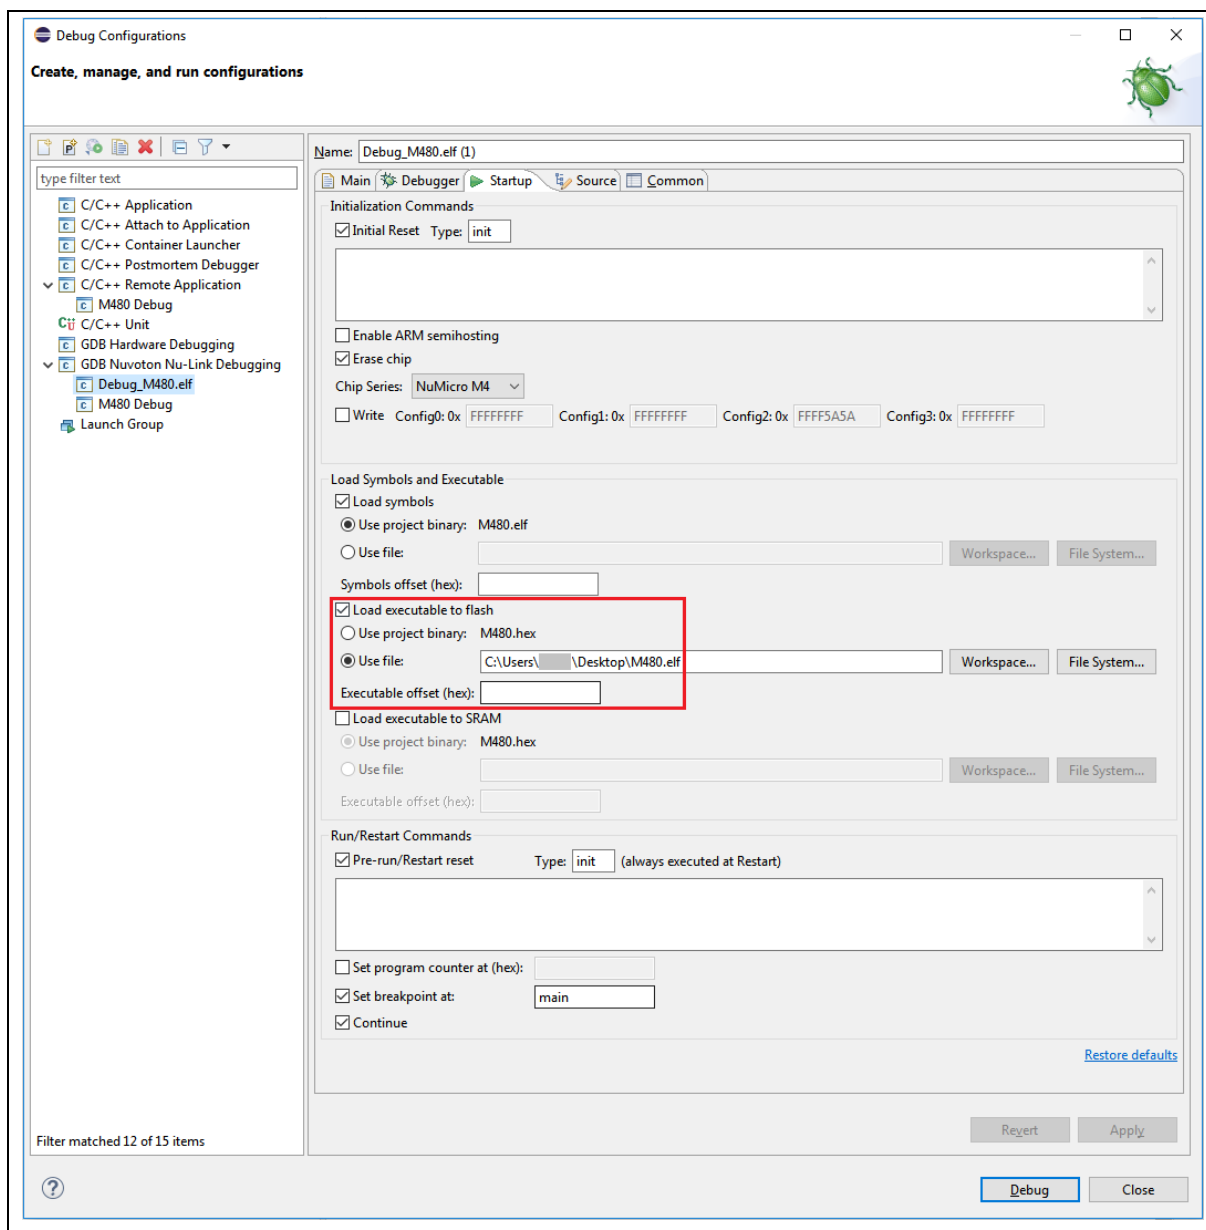 Debug Configurations
Create, manage, and run configurations
type filter text
C/C++ Application
C/C++ Attach to Application
C/C++ Container Launcher
C/C++ Postmortem Debugger
C/C++ Remote Application
M480 Debug
C/C++ Unit
GDB Hardware Debugging
GDB Nuvoton Nu-Link Debugging
Debug_M480.elf
M480 Debug
Launch Group
Filter matched 12 of 15 items
Name: Debug_M480.elf (1)
Main Debugger Startup Source Common
Initialization Commands
Initial Reset Type: init
Enable ARM semihosting
Erase chip
Chip Series: NuMicro M4
Write Config0: 0x FFFFFFFF Config1: 0x FFFFFFFF Config2: 0x FFFF5A5A Config3: 0x FFFFFFFF
Load Symbols and Executable
Load symbols
Use project binary: M480.elf
Use file: Workspace... File System...
Symbols offset (hex):
Load executable to flash
Use project binary: M480.hex
Use file: C:\Users\ \Desktop\M480.elf Workspace... File System...
Executable offset (hex):
Load executable to SRAM
Use project binary: M480.hex
Use file: Workspace... File System...
Executable offset (hex):
Run/Restart Commands
Pre-run/Restart reset Type: init (always executed at Restart)
Set program counter at (hex):
Set breakpoint at: main
Continue
Restore defaults
Revert Apply
Debug Close